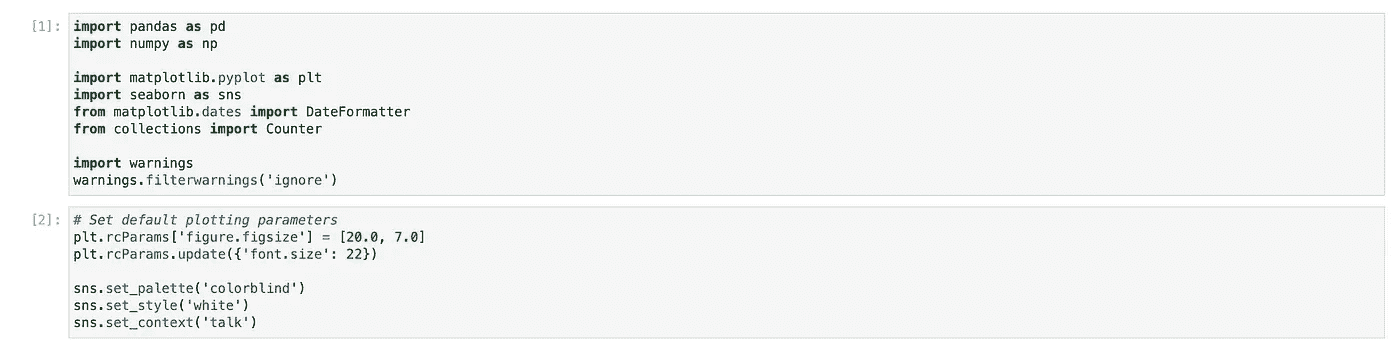 [1]: import pandas as pd
import numpy as np
import matplotlib.pyplot as plt
import seaborn as sns
from matplotlib.dates import DateFormatter
from collections import Counter
import warnings
warnings.filterwarnings('ignore')
[2]: # Set default plotting parameters
plt.rcParams['figure.figsize'] = [20.0, 7.0]
plt.rcParams.update({'font.size': 22})
sns.set_palette('colorblind')
sns.set_style('white')
sns.set_context('talk')